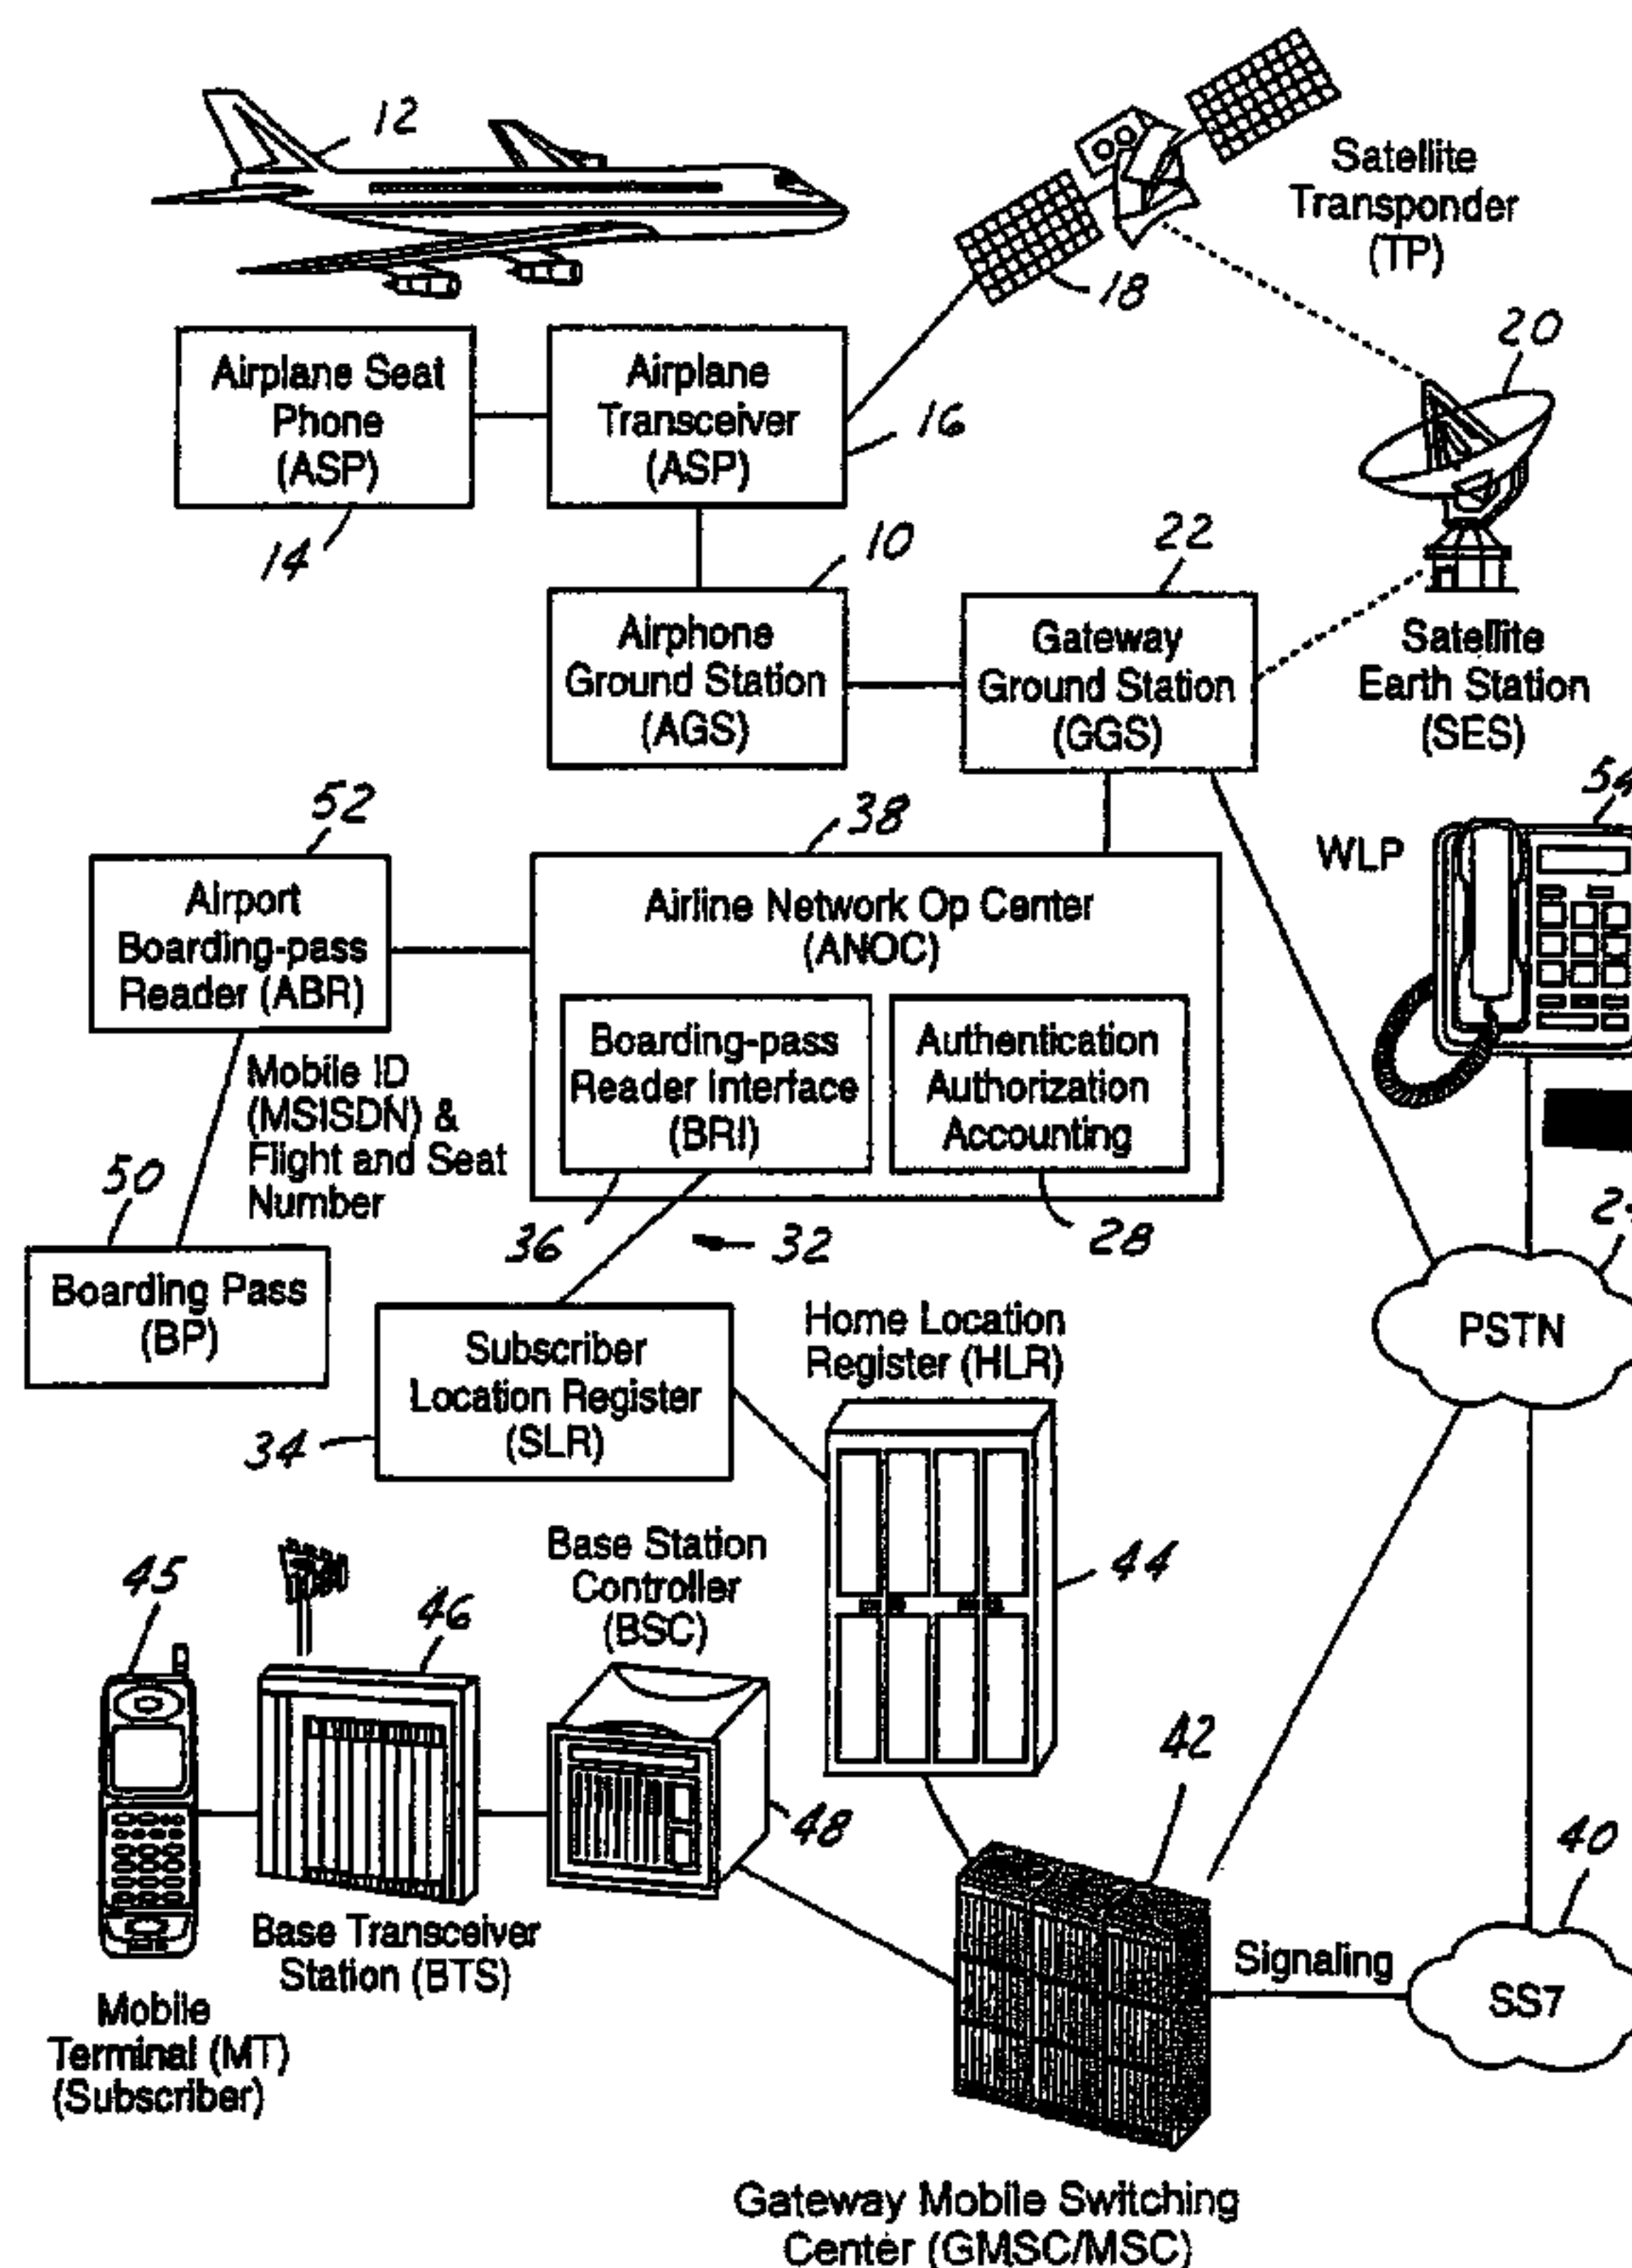 12
Satellite
Transponder
(TP)
18
20
Airplane Seat
Phone
(ASP)
Airplane
Transceiver
(ASP)
16
14
10
22
Airphone
Ground Station
(AGS)
Gateway
Ground Station
(GGS)
Satellite
Earth Station
(SES)
52
38
54
WLP
Airport
Boarding-pass
Reader (ABR)
Airline Network Op Center
(ANOC)
Boarding-pass
Reader Interface
(BRI)
Authentication
Authorization
Accounting
Mobile ID
(MSISDN) &
Flight and Seat
Number
50
36
32
28
Boarding Pass
(BP)
Subscriber
Location Register
(SLR)
34
Home Location
Register (HLR)
PSTN
45
46
Base Station
Controller
(BSC)
44
42
48
40
Base Transceiver
Station (BTS)
Mobile
Terminal (MT)
(Subscriber)
Signaling
SS7
Gateway Mobile Switching
Center (GMSC/MSC)